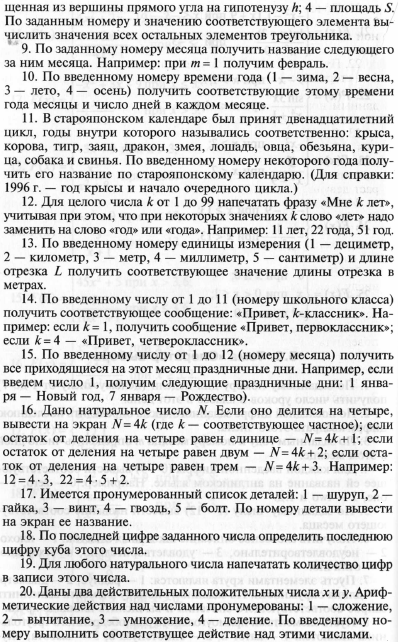 щенная из вершины прямого угла на гипотенузу h; 4 — площадь S.
По заданным номеру и значению соответствующего элемента вы-
числить значения всех остальных элементов треугольника.
9. По заданному номеру месяца получить название следующего
за ним месяца. Например: при m = 1 получим февраль.
10. По введенному номеру времени года (1 — зима, 2 — весна,
3 — лето, 4 — осень) получить соответствующие этому времени
года месяцы и число дней в каждом месяце.
11. В старояпонском календаре был принят двенадцатилетний
цикл, годы внутри которого назывались соответственно: крыса,
корова, тигр, заяц, дракон, змея, лошадь, овца, обезьяна, кури-
ца, собака и свинья. По введенному номеру некоторого года полу-
чить его название по старояпонскому календарю. (Для справки:
1996 г. — год крысы и начало очередного цикла.)
12. Для целого числа k от 1 до 99 напечатать фразу «Мне k лет»,
учитывая при этом, что при некоторых значениях k слово «лет» надо
заменить на слово «год» или «года». Например: 11 лет, 22 года, 51 год.
13. По введенному номеру единицы измерения (1 — дециметр,
2 — километр, 3 — метр, 4 — миллиметр, 5 — сантиметр) и длине
отрезка L получить соответствующее значение длины отрезка в
метрах.
14. По введенному числу от 1 до 11 (номеру школьного класса)
получить соответствующее сообщение: «Привет, k-классник». На-
пример: если k = 1, получить сообщение «Привет, первоклассник»;
если k = 4 — «Привет, четвероклассник».
15. По введенному числу от 1 до 12 (номеру месяца) получить
все приходящиеся на этот месяц праздничные дни. Например, если
введем число 1, получим следующие праздничные дни: 1 янва-
ря — Новый год, 7 января — Рождество).
16. Дано натуральное число N. Если оно делится на четыре,
вывести на экран N = 4k (где k — соответствующее частное); если
остаток от деления на четыре равен единице — N = 4k + 1; если
остаток от деления на четыре равен двум — N = 4k + 2; если оста-
ток от деления на четыре равен трем — N = 4k + 3. Например:
12 = 4 · 3, 22 = 4 · 5 + 2.
17. Имеется пронумерованный список деталей: 1 — шуруп, 2 —
гайка, 3 — винт, 4 — гвоздь, 5 — болт. По номеру детали вывести
на экран ее название.
18. По последней цифре заданного числа определить последнюю
цифру куба этого числа.
19. Для любого натурального числа напечатать количество цифр
в записи этого числа.
20. Даны два действительных положительных числа x и y. Ариф-
метические действия над числами пронумерованы: 1 — сложение,
2 — вычитание, 3 — умножение, 4 — деление. По введенному но-
меру выполнить соответствующее действие над этими числами.